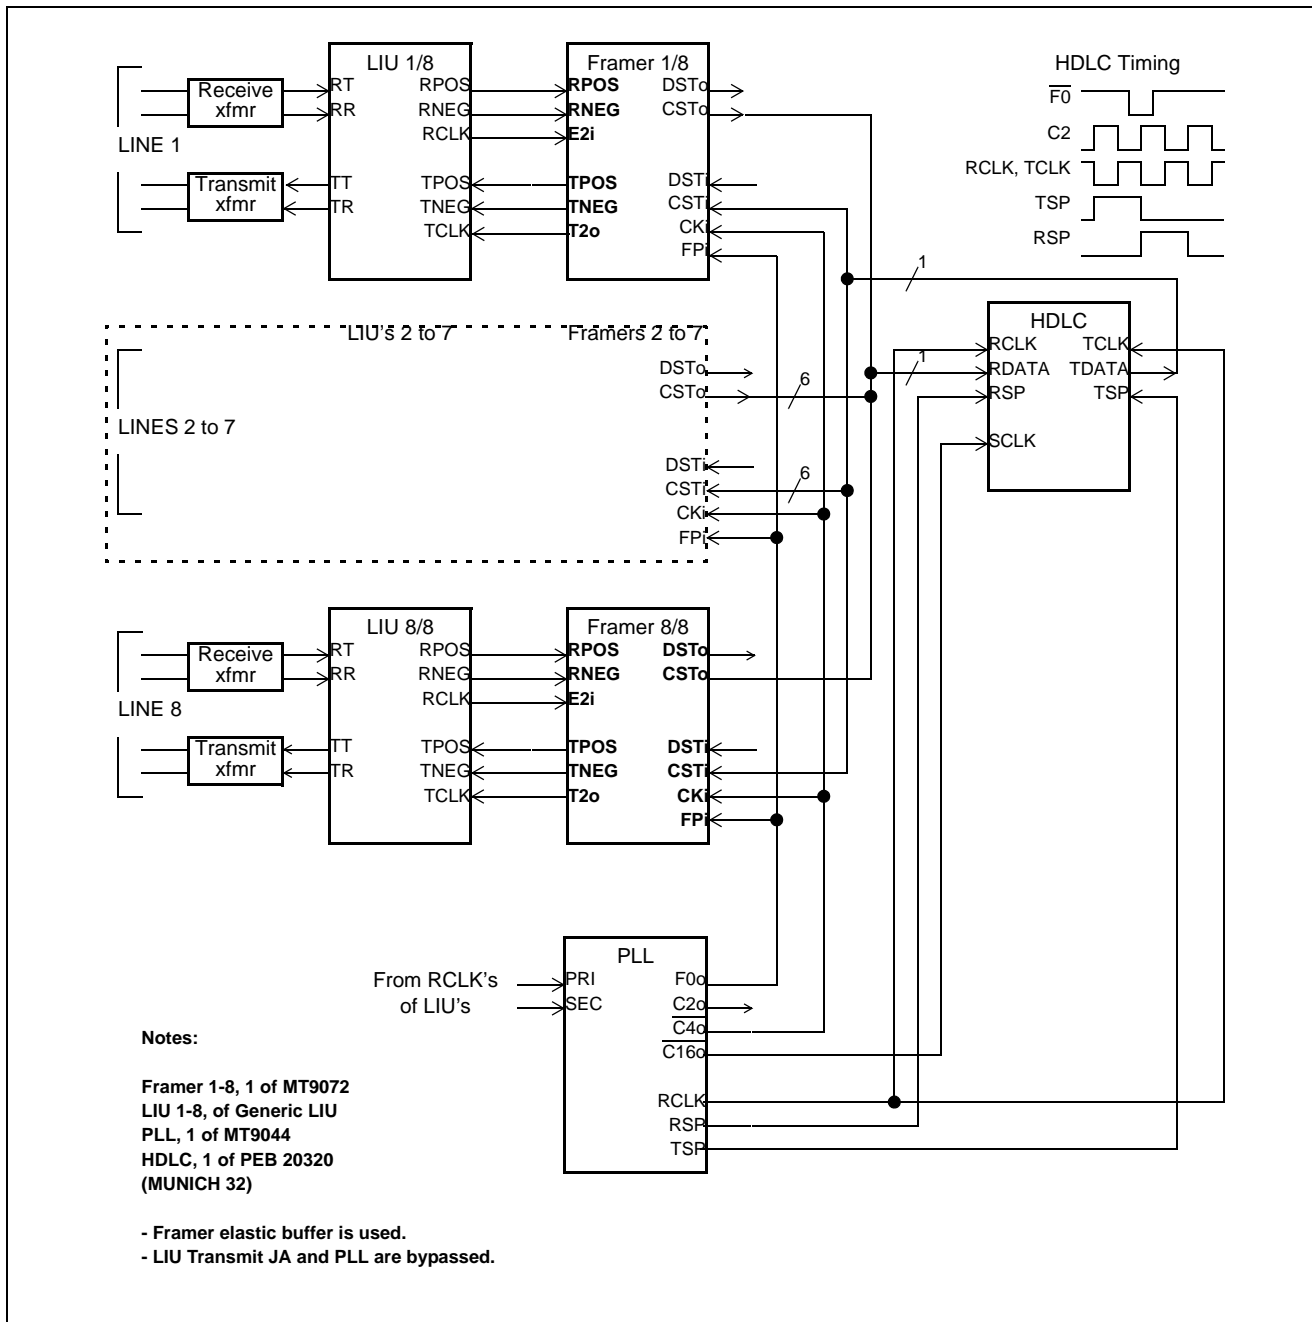 LIU 1/8
Framer 1/8
HDLC Timing
RT
RPOS
RPOS
DSTo
Receive
xfmr
RR
RNEG
RNEG
CSTo
F0
RCLK
E2i
C2
LINE 1
RCLK, TCLK
Transmit
xfmr
TT
TPOS
TPOS
DSTi
TR
TNEG
TNEG
CSTi
TSP
TCLK
T2o
CKi
RSP
FPi
1
HDLC
LIU's 2 to 7
Framers 2 to 7
RCLK
TCLK
DSTo
1
RDATA
TDATA
CSTo
6
RSP
TSP
LINES 2 to 7
SCLK
DSTi
CSTi
6
CKi
FPi
LIU 8/8
Framer 8/8
RT
RPOS
RPOS
DSTo
Receive
xfmr
RR
RNEG
RNEG
CSTo
RCLK
E2i
LINE 8
Transmit
xfmr
TT
TPOS
TPOS
DSTi
TR
TNEG
TNEG
CSTi
TCLK
T2o
CKi
FPi
PLL
From RCLK's
of LIU's
PRI
F0o
SEC
C2o
C4o
C16o
RCLK
RSP
TSP
Notes:
Framer 1-8, 1 of MT9072
LIU 1-8, of Generic LIU
PLL, 1 of MT9044
HDLC, 1 of PEB 20320
(MUNICH 32)
- Framer elastic buffer is used.
- LIU Transmit JA and PLL are bypassed.